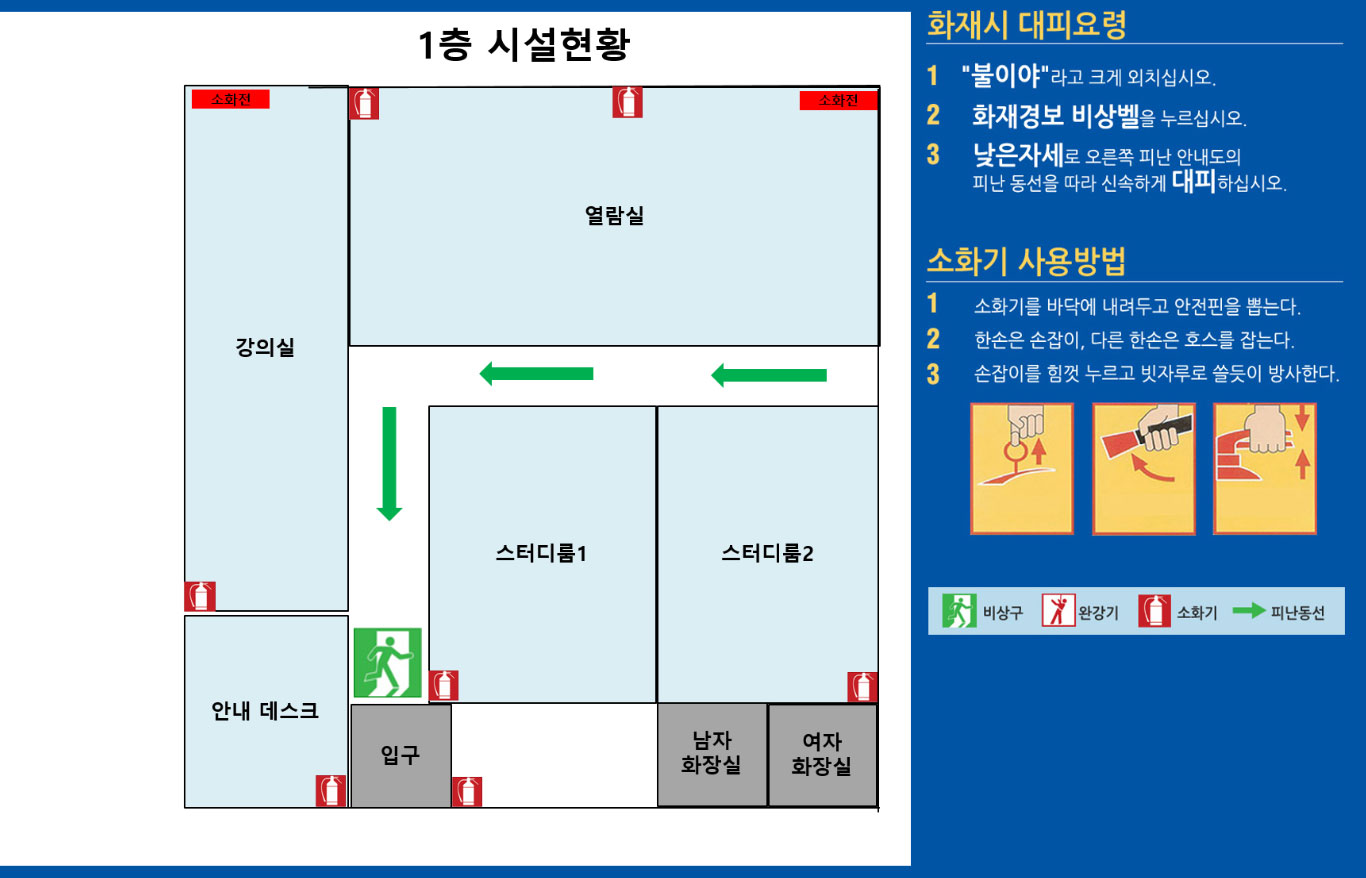 1층 시설현황
소화전
소화전
열람실
강의실
스터디룸1
스터디룸2
안내 데스크
입구
남자
화장실
여자
화장실
화재시 대피요령
1 "불이야"라고 크게 외치십시오.
2 화재경보 비상벨을 누르십시오.
3 낮은자세로 오른쪽 피난 안내도의
피난 동선을 따라 신속하게 대피하십시오.
소화기 사용방법
1 소화기를 바닥에 내려두고 안전핀을 뽑는다.
2 한손은 손잡이, 다른 한손은 호스를 잡는다.
3 손잡이를 힘껏 누르고 빗자루로 쓸듯이 방사한다.
비상구 완강기 소화기 피난동선